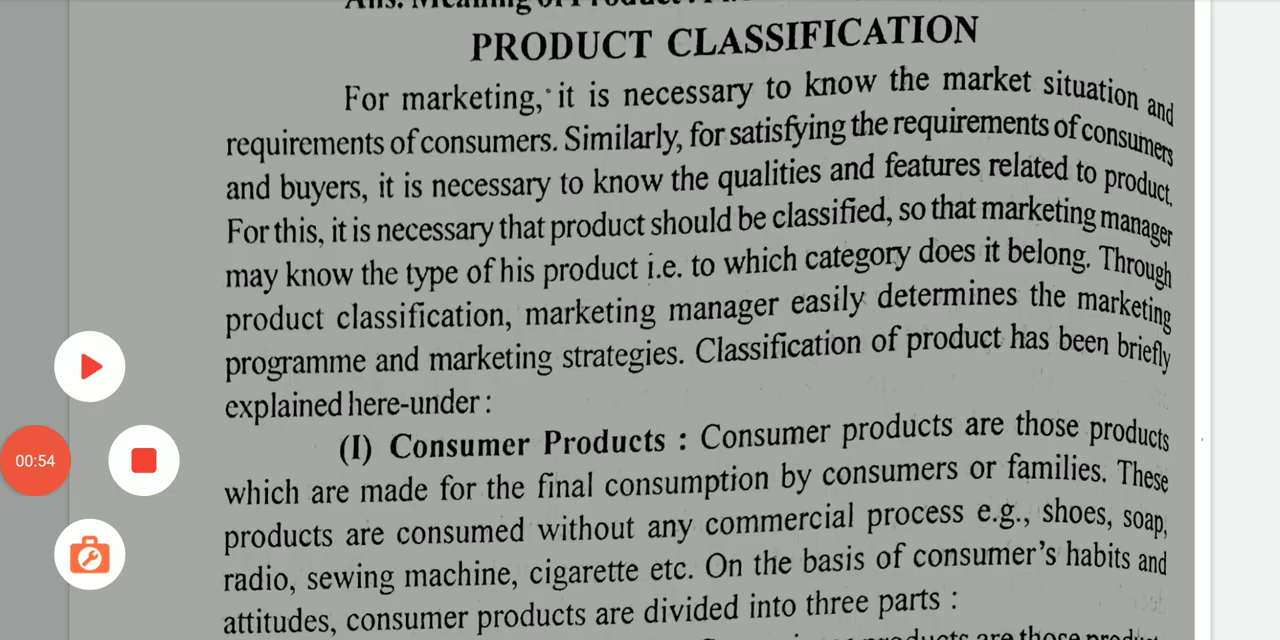 Ans. Meaning of Product :
PRODUCT CLASSIFICATION
For marketing, it is necessary to know the market situation and
requirements of consumers. Similarly, for satisfying the requirements of consumers
and buyers, it is necessary to know the qualities and features related to product.
For this, it is necessary that product should be classified, so that marketing manager
may know the type of his product i.e. to which category does it belong. Through
product classification, marketing manager easily determines the marketing
programme and marketing strategies. Classification of product has been briefly
explained here-under :
(I) Consumer Products : Consumer products are those products
which are made for the final consumption by consumers or families. These
products are consumed without any commercial process e.g., shoes, soap,
radio, sewing machine, cigarette etc. On the basis of consumer's habits and
attitudes, consumer products are divided into three parts :
products are those
00:54